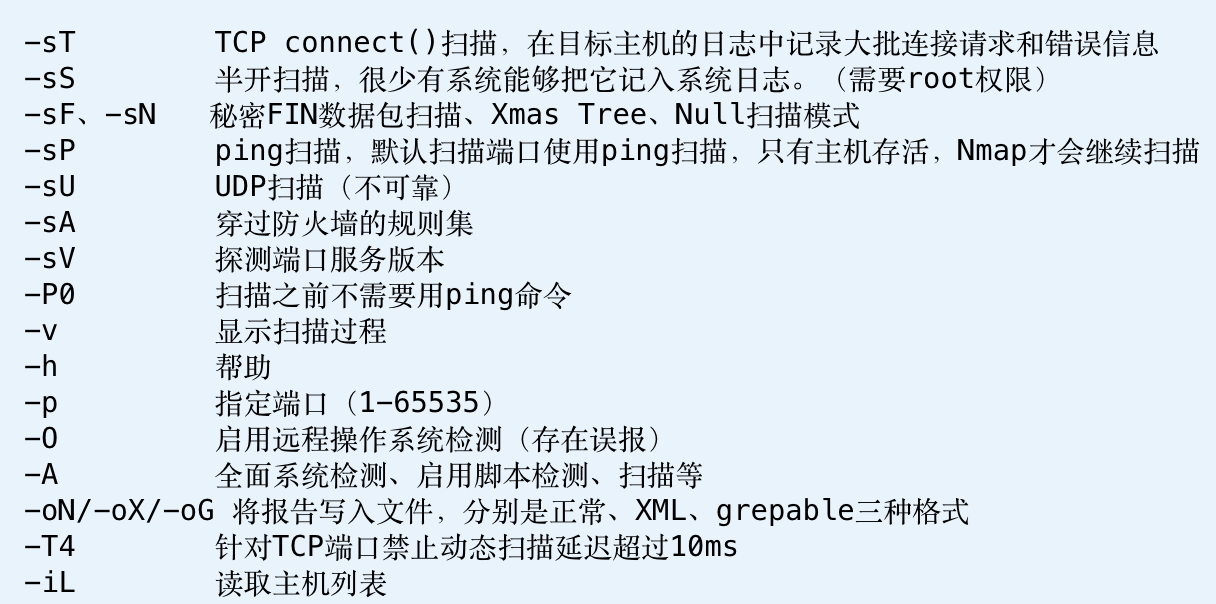 -sT TCP connect()扫描，在目标主机的日志中记录大批连接请求和错误信息
-sS 半开扫描，很少有系统能够把它记入系统日志。（需要root权限）
-sF、-sN 秘密FIN数据包扫描、Xmas Tree、Null扫描模式
-sP ping扫描，默认扫描端口使用ping扫描，只有主机存活，Nmap才会继续扫描
-sU UDP扫描（不可靠）
-sA 穿过防火墙的规则集
-sV 探测端口服务版本
-P0 扫描之前不需要用ping命令
-v 显示扫描过程
-h 帮助
-p 指定端口（1-65535）
-O 启用远程操作系统检测（存在误报）
-A 全面系统检测、启用脚本检测、扫描等
-oN/-oX/-oG 将报告写入文件，分别是正常、XML、grepable三种格式
-T4 针对TCP端口禁止动态扫描延迟超过10ms
-iL 读取主机列表